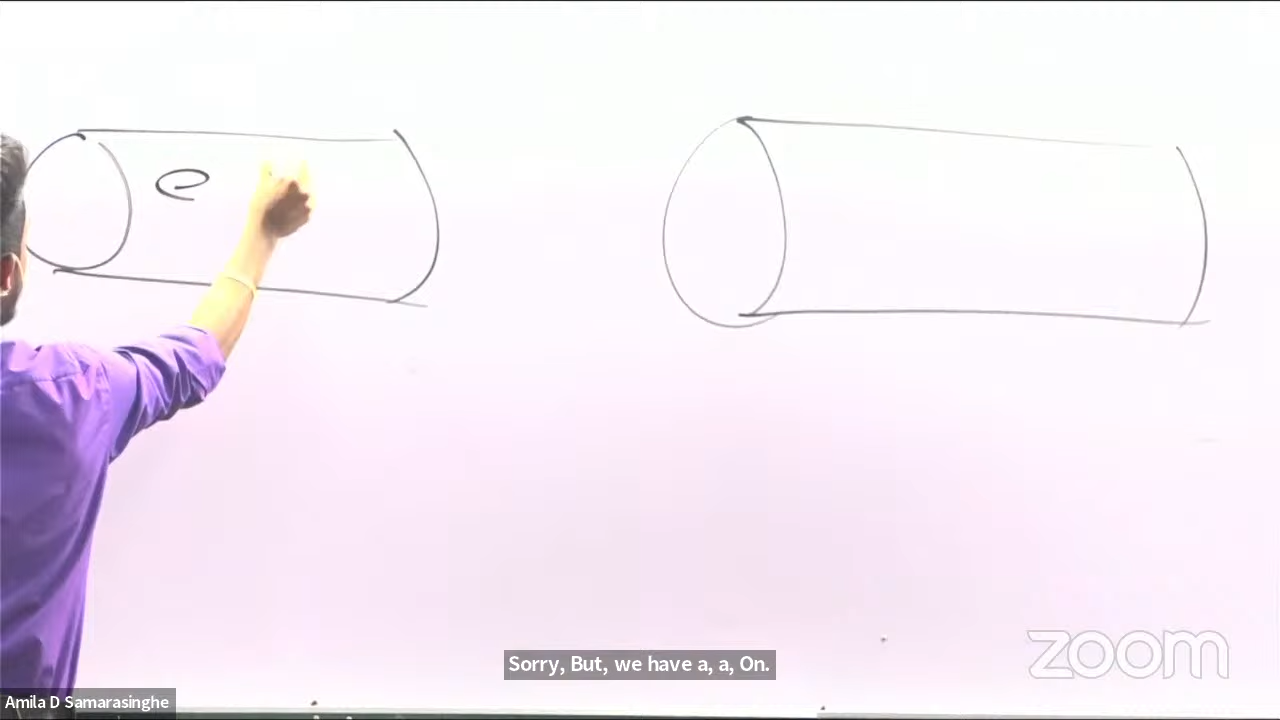 e
Sorry, But, we have a, a, On.
zoom
Amila D Samarasinghe